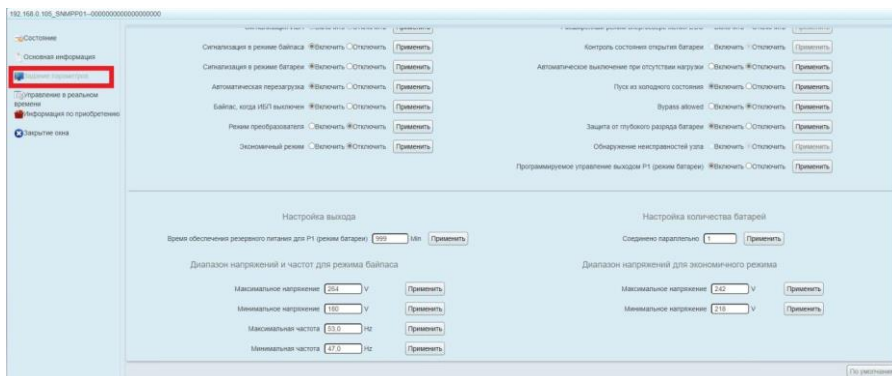 192.168.0.105_SNMPP01--0000000000000000000
Состояние
Основная информация
Задание параметров
Управление в реальном времени
Информация по приобретению
Закрытие окна
Сигнализация в режиме байпаса Включить Отключить Применить
Сигнализация в режиме батареи Включить Отключить Применить
Автоматическая перезагрузка Включить Отключить Применить
Байпас, когда ИБП выключен Включить Отключить Применить
Режим преобразователя Включить Отключить Применить
Экономичный режим Включить Отключить Применить
Контроль состояния открытия батареи Включить Отключить Применить
Автоматическое выключение при отсутствии нагрузки Включить Отключить Применить
Пуск из холодного состояния Включить Отключить Применить
Bypass allowed Включить Отключить Применить
Защита от глубокого разряда батареи Включить Отключить Применить
Обнаружение неисправностей узла Включить Отключить Применить
Программируемое управление выходом P1 (режим батареи) Включить Отключить Применить
Настройка выхода
Время обеспечения резервного питания для P1 (режим батареи) 999 Min Применить
Настройка количества батарей
Соединено параллельно 1 Применить
Диапазон напряжений и частот для режима байпаса
Максимальное напряжение 264 V Применить
Минимальное напряжение 160 V Применить
Максимальная частота 53.0 Hz Применить
Минимальная частота 47.0 Hz Применить
Диапазон напряжений для экономичного режима
Максимальное напряжение 242 V Применить
Минимальное напряжение 218 V Применить
По умолчанию